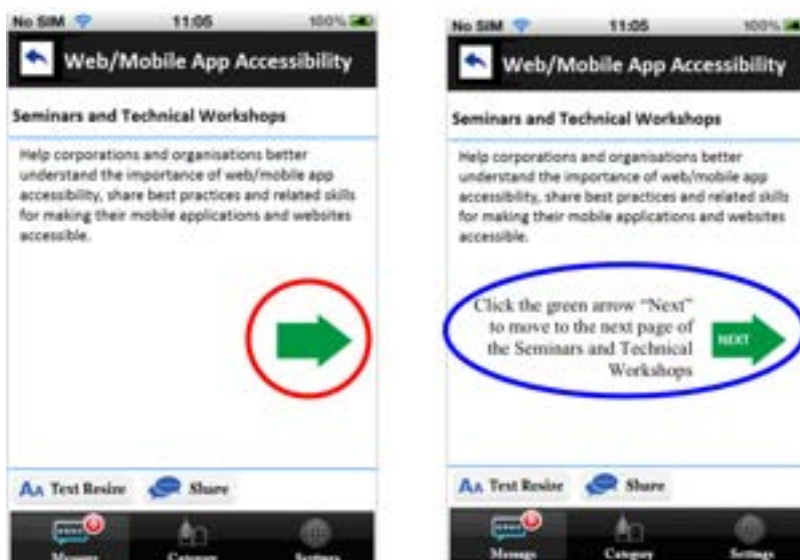 No SIM 11:05 100%
Web/Mobile App Accessibility
Seminars and Technical Workshops
Help corporations and organisations better
understand the importance of web/mobile app
accessibility, share best practices and related skills
for making their mobile applications and websites
accessible.
AA Text Resize Share
Message Category Settings
No SIM 11:05 100%
Web/Mobile App Accessibility
Seminars and Technical Workshops
Help corporations and organisations better
understand the importance of web/mobile app
accessibility, share best practices and related skills
for making their mobile applications and websites
accessible.
Click the green arrow “Next”
to move to the next page of
the Seminars and Technical
Workshops
NEXT
AA Text Resize Share
Message Category Settings